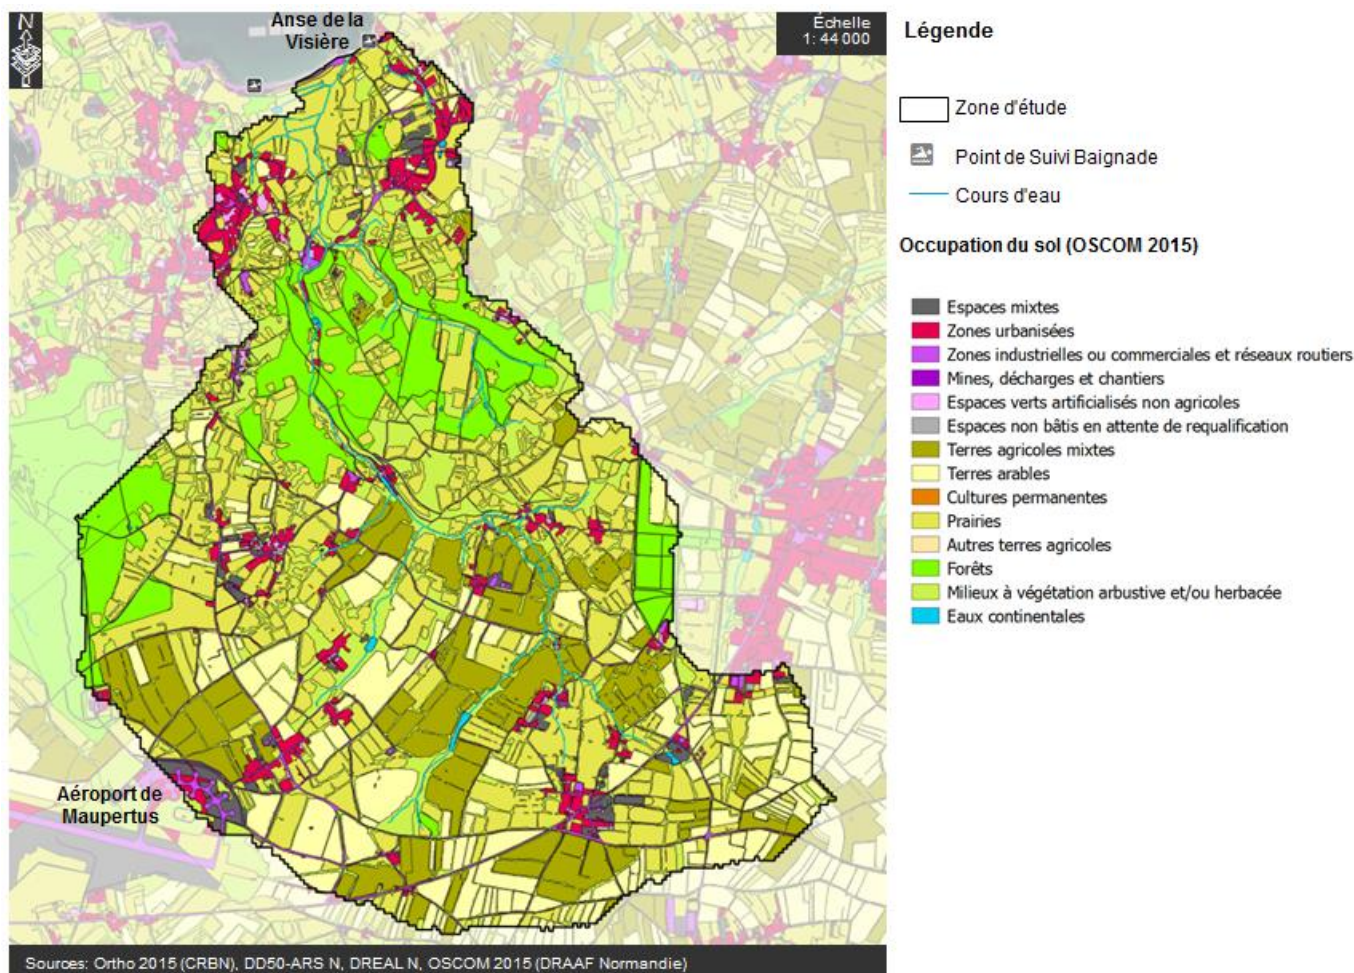 Anse de la
Visière
N
Échelle
1: 44 000
Aéroport de
Maupertus
Sources: Ortho 2015 (CRBN), DD50-ARS N, DREAL N, OSCOM 2015 (DRAAF Normandie)
Légende
Zone d'étude
Point de Suivi Baignade
Cours d'eau
Occupation du sol (OSCOM 2015)
Espaces mixtes
Zones urbanisées
Zones industrielles ou commerciales et réseaux routiers
Mines, décharges et chantiers
Espaces verts artificialisés non agricoles
Espaces non bâtis en attente de requalification
Terres agricoles mixtes
Terres arables
Cultures permanentes
Prairies
Autres terres agricoles
Forêts
Milieux à végétation arbustive et/ou herbacée
Eaux continentales